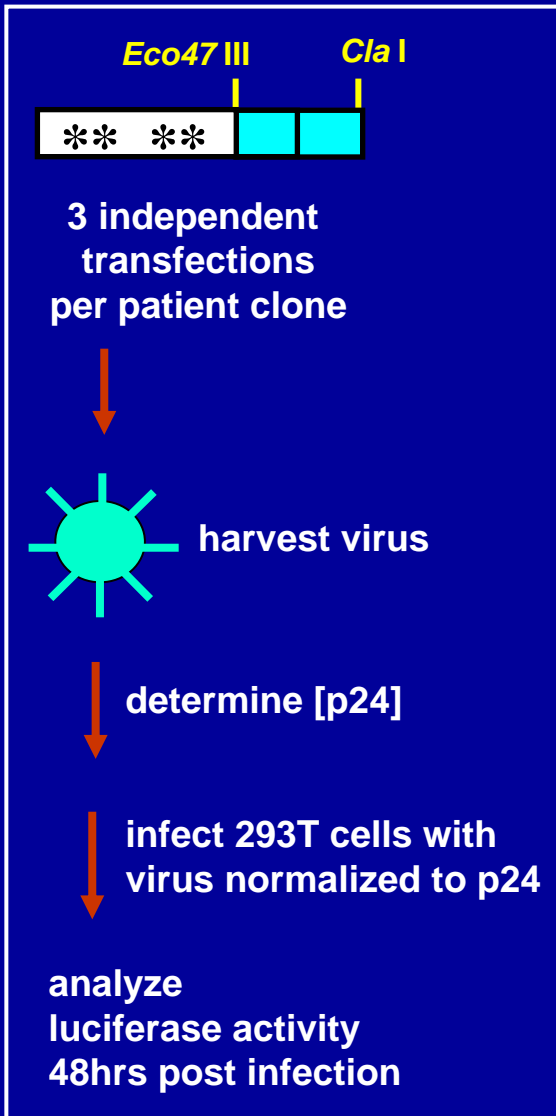 Eco47 III Cla I
** **
3 independent
transfections
per patient clone
harvest virus
determine [p24]
infect 293T cells with
virus normalized to p24
analyze
luciferase activity
48hrs post infection